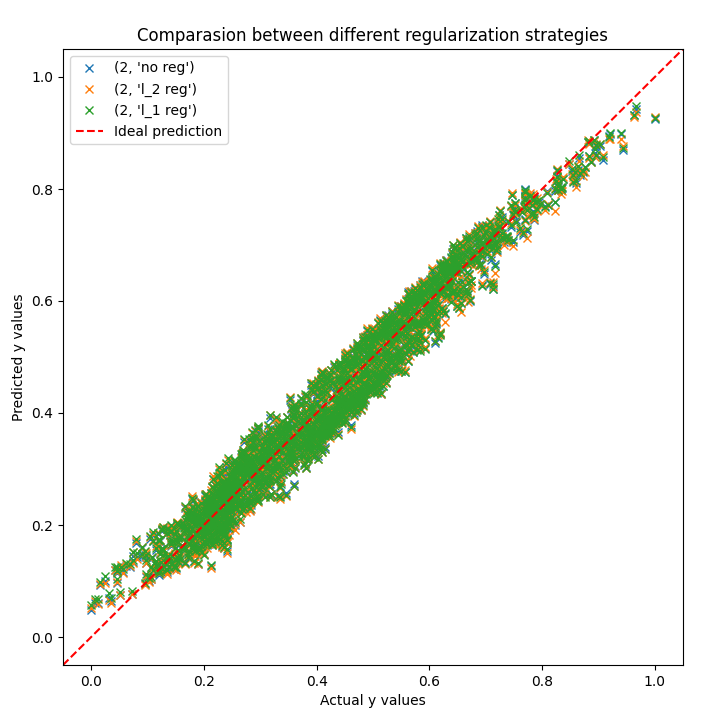 Comparasion between different regularization strategies
(2, 'no reg')
(2, 'l_2 reg')
(2, 'l_1 reg')
Ideal prediction
1.0
0.8
0.6
0.4
0.2
0.0
Predicted y values
0.0 0.2 0.4 0.6 0.8 1.0
Actual y values